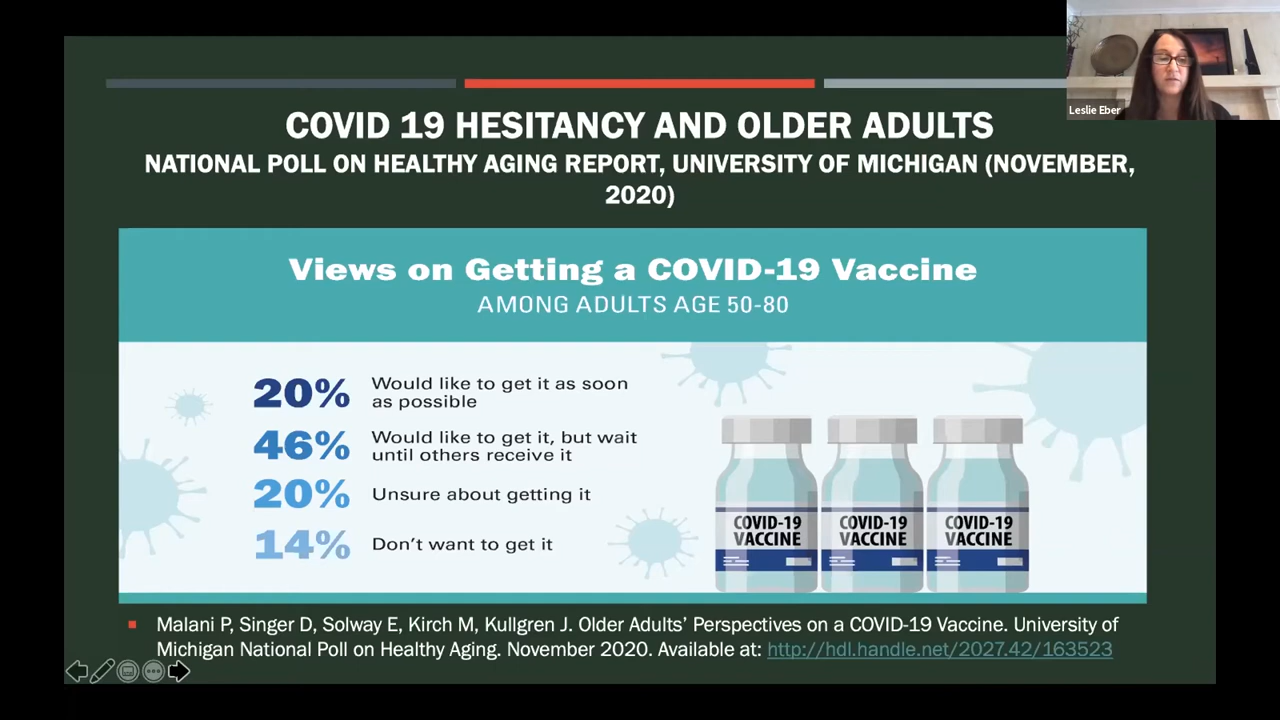 Leslie Eber
COVID 19 HESITANCY AND OLDER ADULTS
NATIONAL POLL ON HEALTHY AGING REPORT, UNIVERSITY OF MICHIGAN (NOVEMBER,
2020)
Views on Getting a COVID-19 Vaccine
AMONG ADULTS AGE 50-80
20% Would like to get it as soon
as possible
46% Would like to get it, but wait
until others receive it
20% Unsure about getting it
14% Don't want to get it
COVID-19 COVID-19 COVID-19
VACCINE VACCINE VACCINE
Malani P, Singer D, Solway E, Kirch M, Kullgren J. Older Adults' Perspectives on a COVID-19 Vaccine. University of
Michigan National Poll on Healthy Aging. November 2020. Available at: http://hdl.handle.net/2027.42/163523